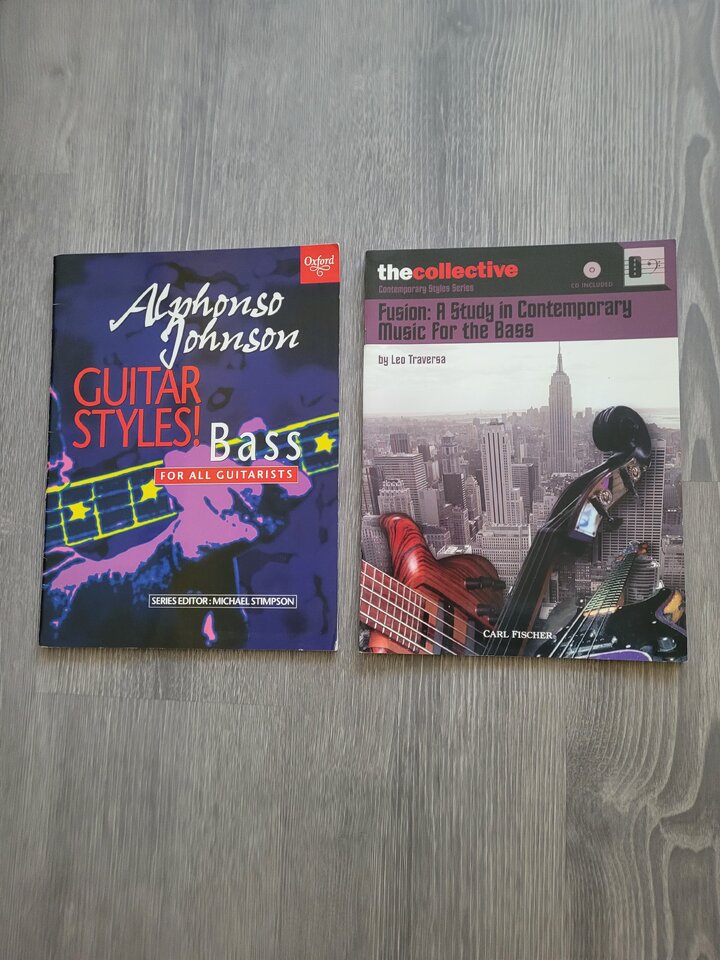 Oxford
Alphonso
Johnson
GUITAR
STYLES!
Bass
FOR ALL GUITARISTS
SERIES EDITOR: MICHAEL STIMPSON
thecollective
Contemporary Styles Series
CD INCLUDED
Fusion: A Study in Contemporary
Music for the Bass
by Leo Traversa
CARL FISCHER